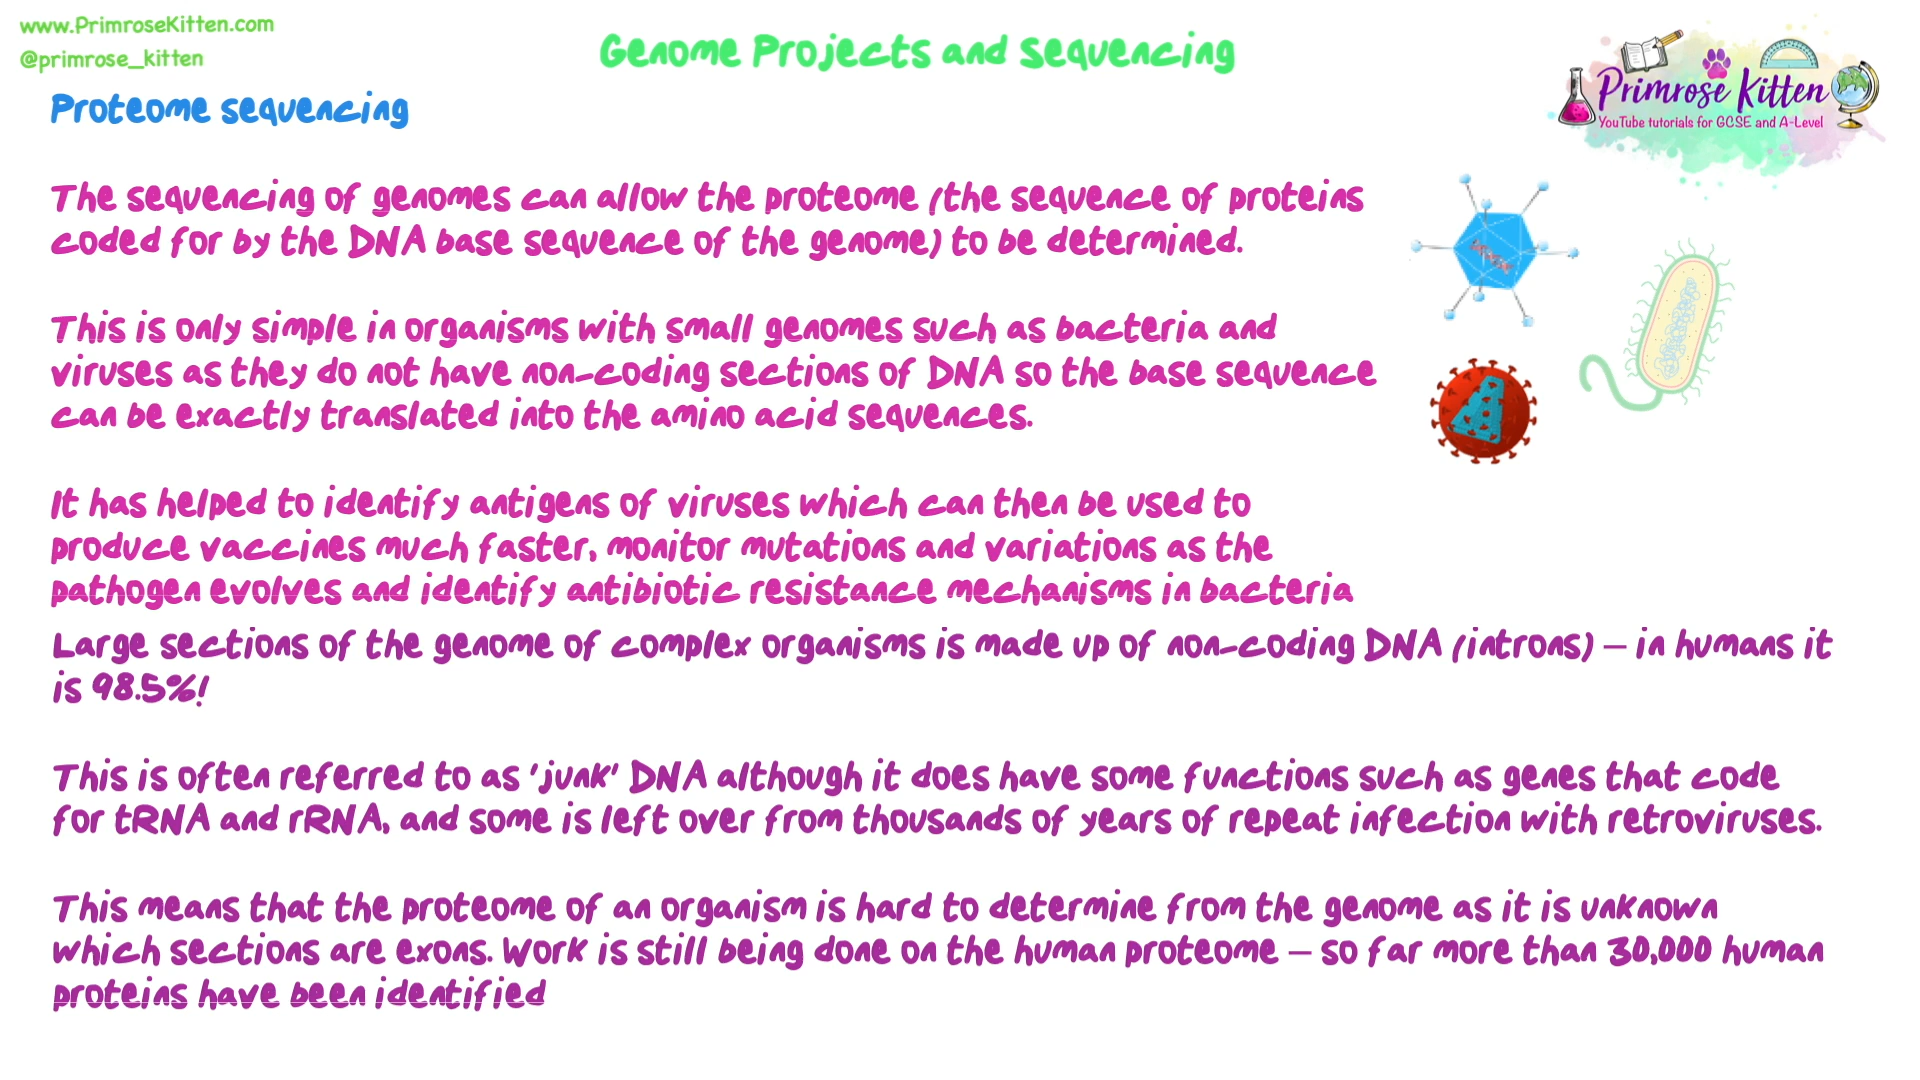 www.PrimroseKitten.com
@primrose_kitten
Genome Projects and Sequencing
Primrose Kitten
YouTube tutorials for GCSE and A-Level
Proteome sequencing
The sequencing of genomes can allow the proteome (the sequence of proteins
coded for by the DNA base sequence of the genome) to be determined.
This is only simple in organisms with small genomes such as bacteria and
viruses as they do not have non-coding sections of DNA so the base sequence
can be exactly translated into the amino acid sequences.
It has helped to identify antigens of viruses which can then be used to
produce vaccines much faster, monitor mutations and variations as the
pathogen evolves and identify antibiotic resistance mechanisms in bacteria
Large sections of the genome of complex organisms is made up of non-coding DNA (introns) – in humans it
is 98.5%!
This is often referred to as 'junk' DNA although it does have some functions such as genes that code
for tRNA and rRNA, and some is left over from thousands of years of repeat infection with retroviruses.
This means that the proteome of an organism is hard to determine from the genome as it is unknown
which sections are exons. Work is still being done on the human proteome – so far more than 30,000 human
proteins have been identified